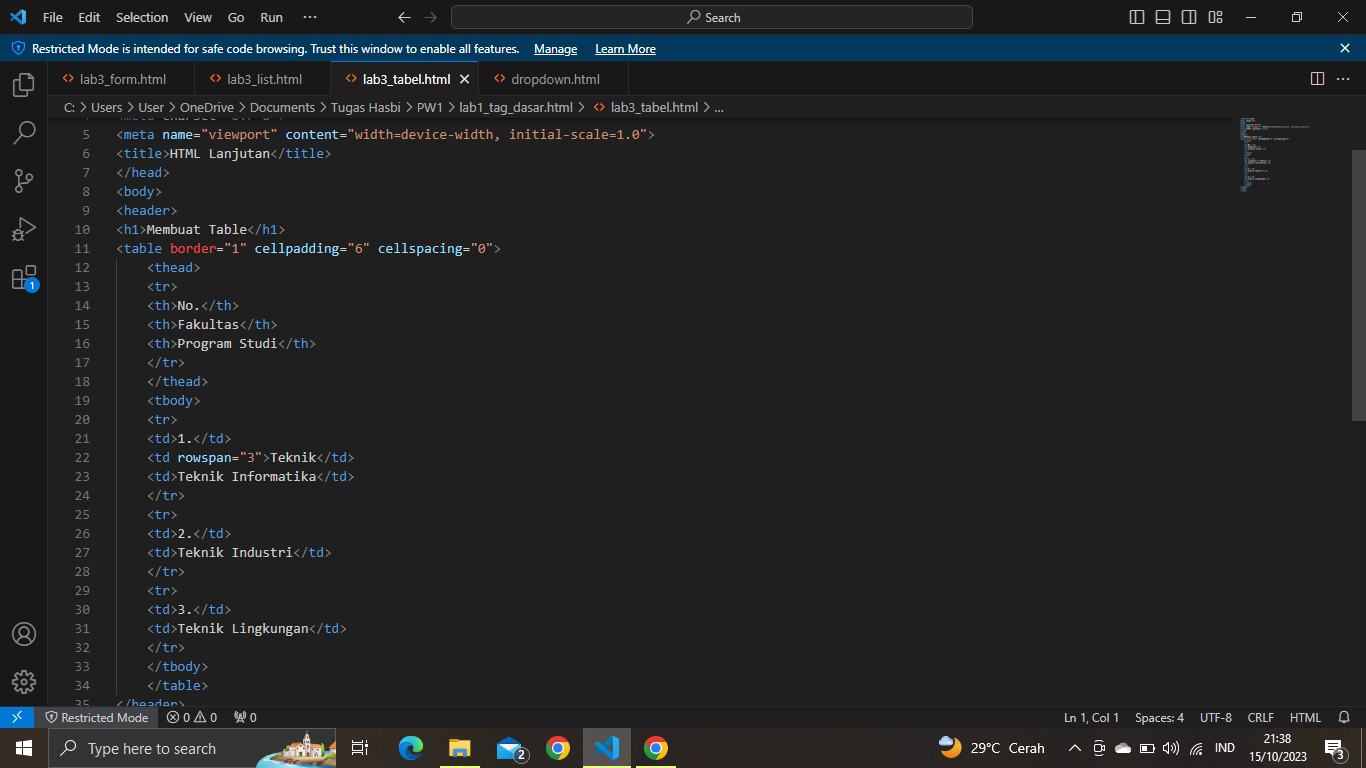 File Edit Selection View Go Run ··· Search
Restricted Mode is intended for safe code browsing. Trust this window to enable all features. Manage Learn More
lab3_form.html lab3_list.html lab3_tabel.html dropdown.html
C: > Users > User > OneDrive > Documents > Tugas Hasbi > PW1 > lab1_tag_dasar.html > lab3_tabel.html > ...
5 <meta name="viewport" content="width=device-width, initial-scale=1.0">
6 <title>HTML Lanjutan</title>
7 </head>
8 <body>
9 <header>
10 <h1>Membuat Table</h1>
11 <table border="1" cellpadding="6" cellspacing="0">
12 <thead>
13 <tr>
14 <th>No.</th>
15 <th>Fakultas</th>
16 <th>Program Studi</th>
17 </tr>
18 </thead>
19 <tbody>
20 <tr>
21 <td>1.</td>
22 <td rowspan="3">Teknik</td>
23 <td>Teknik Informatika</td>
24 </tr>
25 <tr>
26 <td>2.</td>
27 <td>Teknik Industri</td>
28 </tr>
29 <tr>
30 <td>3.</td>
31 <td>Teknik Lingkungan</td>
32 </tr>
33 </tbody>
34 </table>
35 </header>
1
Restricted Mode 0 0 0 Ln 1, Col 1 Spaces: 4 UTF-8 CRLF HTML
Type here to search 2 29°C Cerah IND 21:38
15/10/2023 3